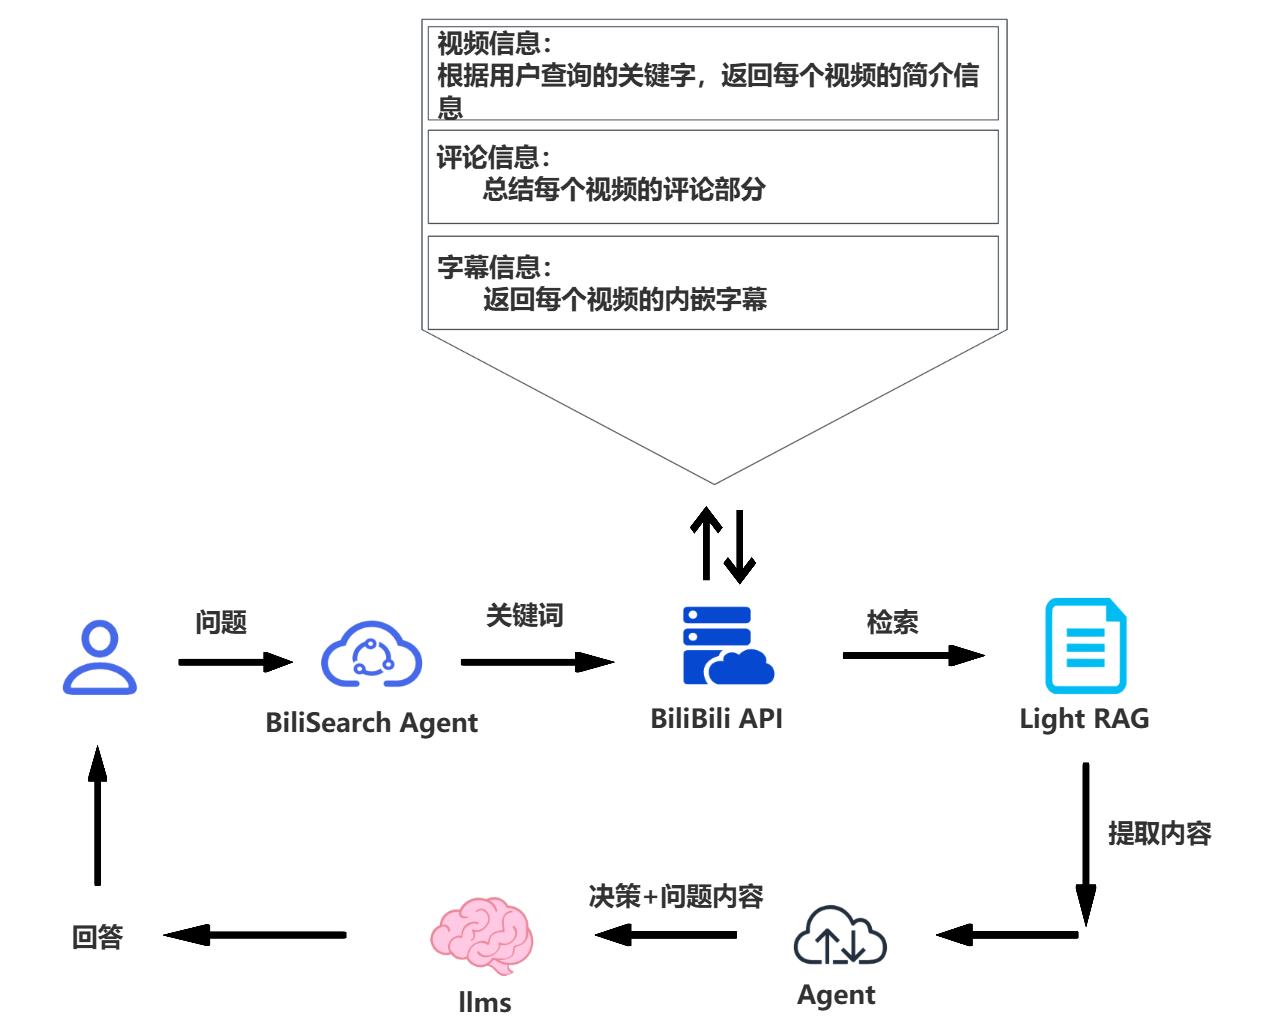 视频信息：
根据用户查询的关键字，返回每个视频的简介信
息
评论信息：
总结每个视频的评论部分
字幕信息：
返回每个视频的内嵌字幕
问题
关键词
检索
BiliSearch Agent
BiliBili API
Light RAG
提取内容
决策+问题内容
回答
llms
Agent